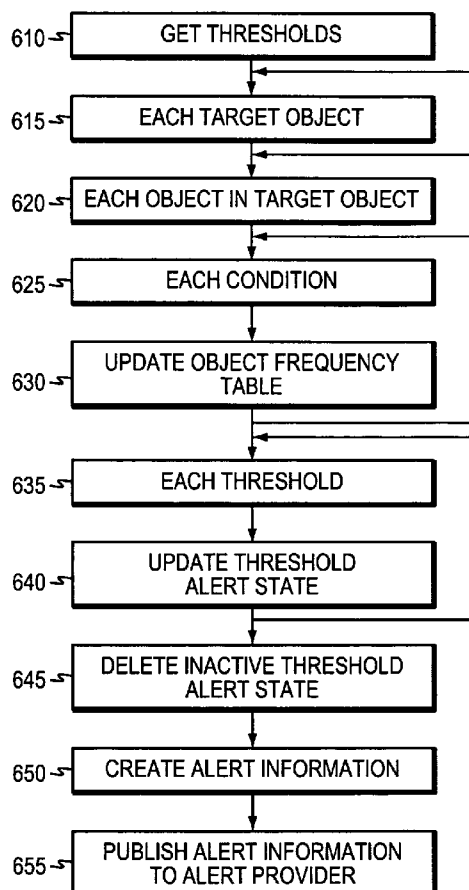 610
GET THRESHOLDS
615
EACH TARGET OBJECT
620
EACH OBJECT IN TARGET OBJECT
625
EACH CONDITION
630
UPDATE OBJECT FREQUENCY
TABLE
635
EACH THRESHOLD
640
UPDATE THRESHOLD
ALERT STATE
645
DELETE INACTIVE THRESHOLD
ALERT STATE
650
CREATE ALERT INFORMATION
655
PUBLISH ALERT INFORMATION
TO ALERT PROVIDER